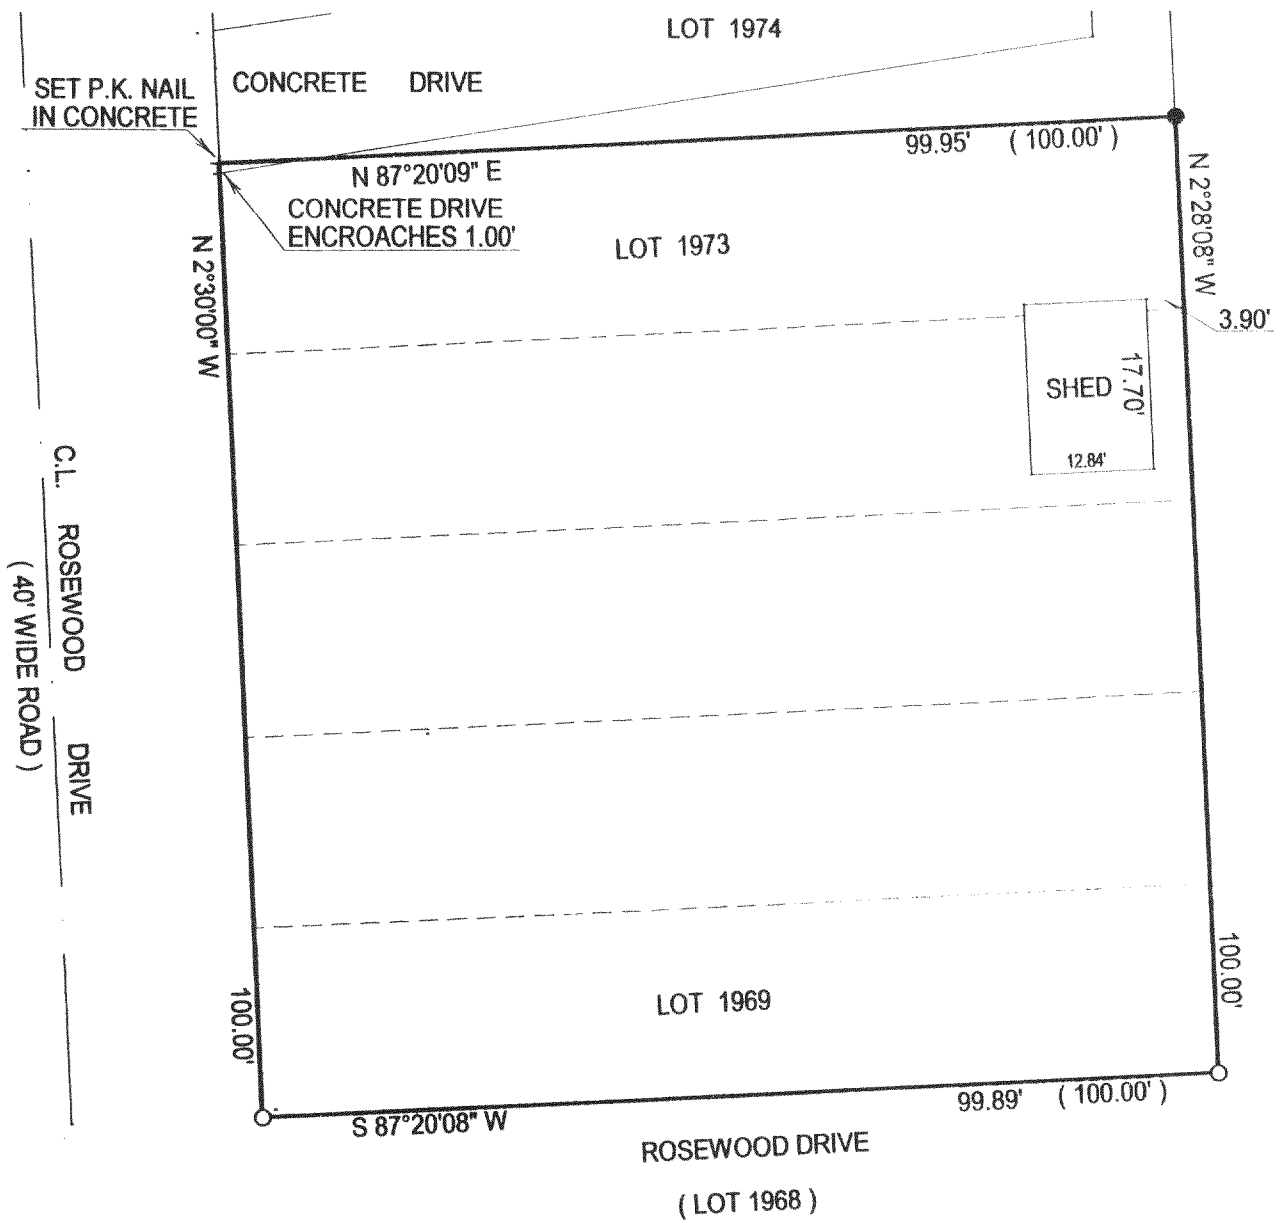 LOT 1974
CONCRETE DRIVE
SET P.K. NAIL
IN CONCRETE
99.95' ( 100.00' )
N 87°20'09" E
CONCRETE DRIVE
ENCROACHES 1.00'
LOT 1973
N 2°28'08" W
N 2°30'00" W
3.90'
SHED
17.70'
12.84'
C.L. ROSEWOOD DRIVE
( 40' WIDE ROAD )
100.00'
LOT 1969
100.00'
S 87°20'08" W
99.89' ( 100.00' )
ROSEWOOD DRIVE
( LOT 1968 )